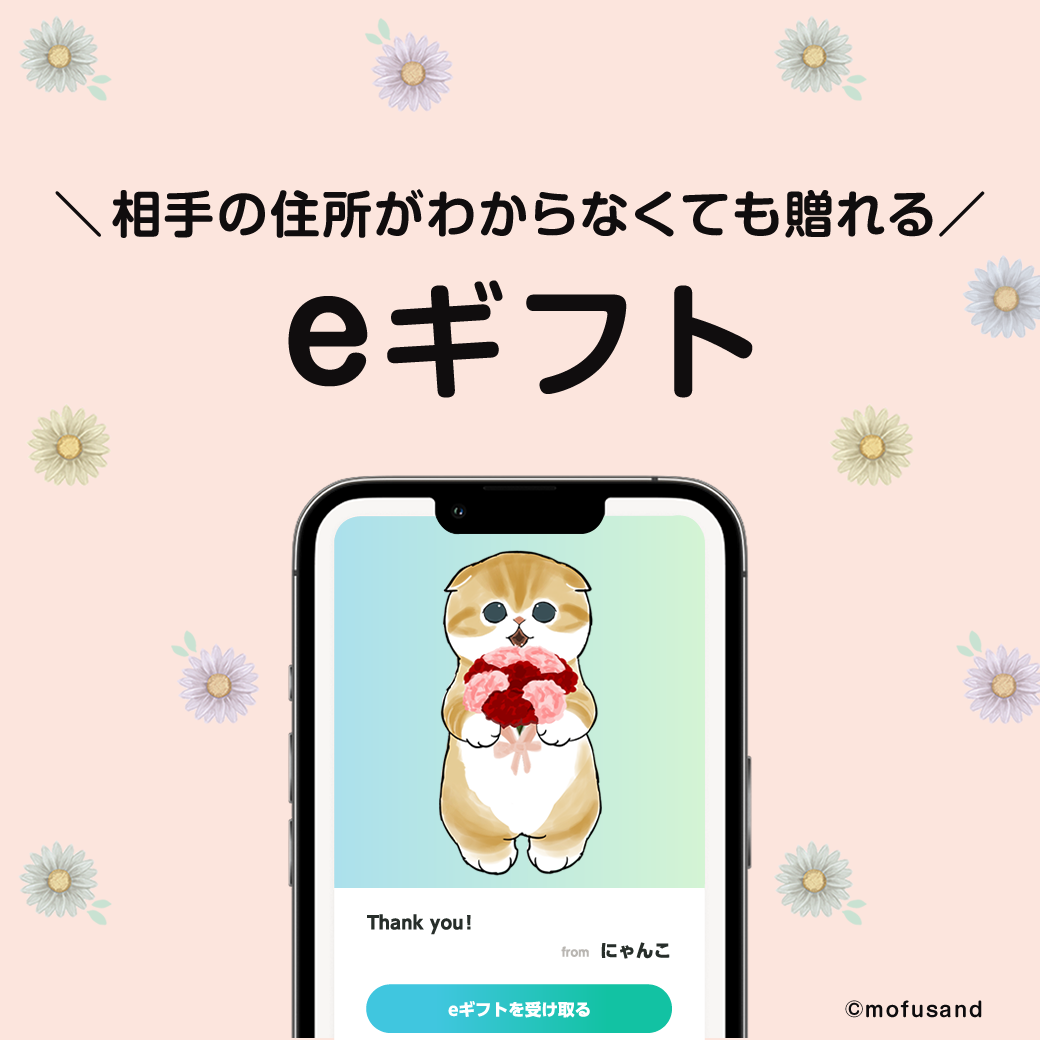 \ 相手の住所がわからなくても贈れる /
eギフト
Thank you!
from にゃんこ
eギフトを受け取る
©mofusand